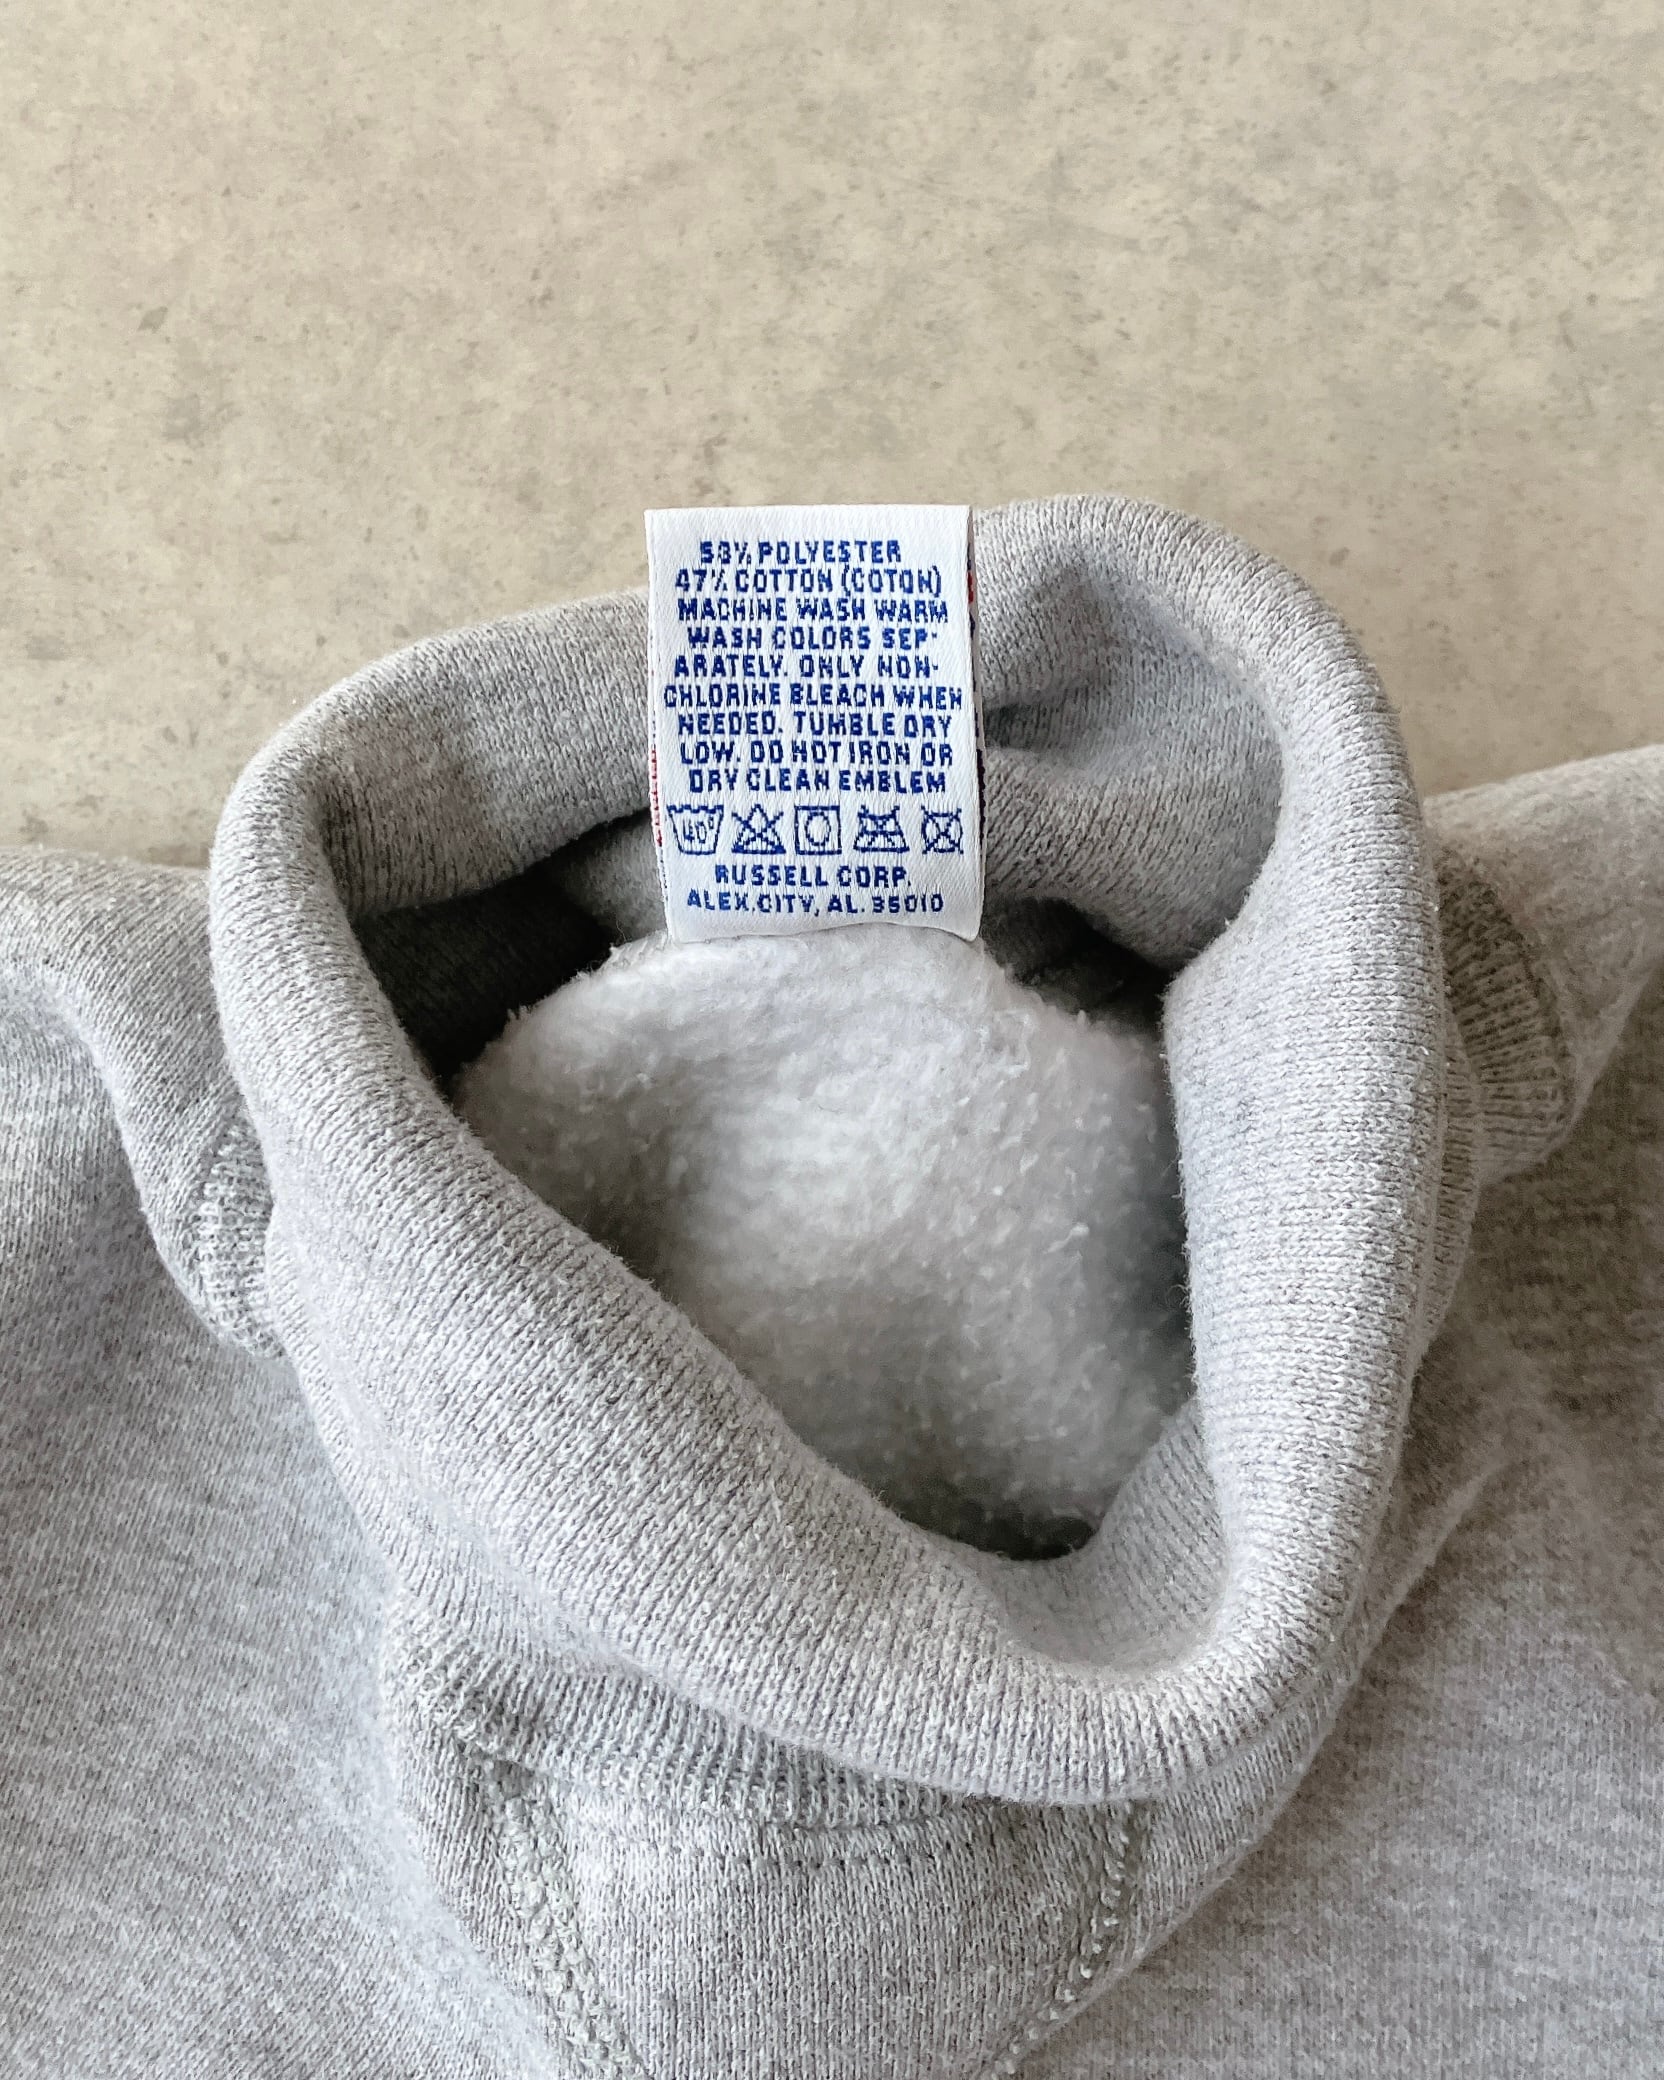 53% POLYESTER
47% COTTON (COTON)
MACHINE WASH WARM
WASH COLORS SEP-
ARATELY. ONLY NON-
CHLORINE BLEACH WHEN
NEEDED. TUMBLE DRY
LOW. DO NOT IRON OR
DRY CLEAN EMBLEM
40°
RUSSELL CORP.
ALEX.CITY, AL. 35010